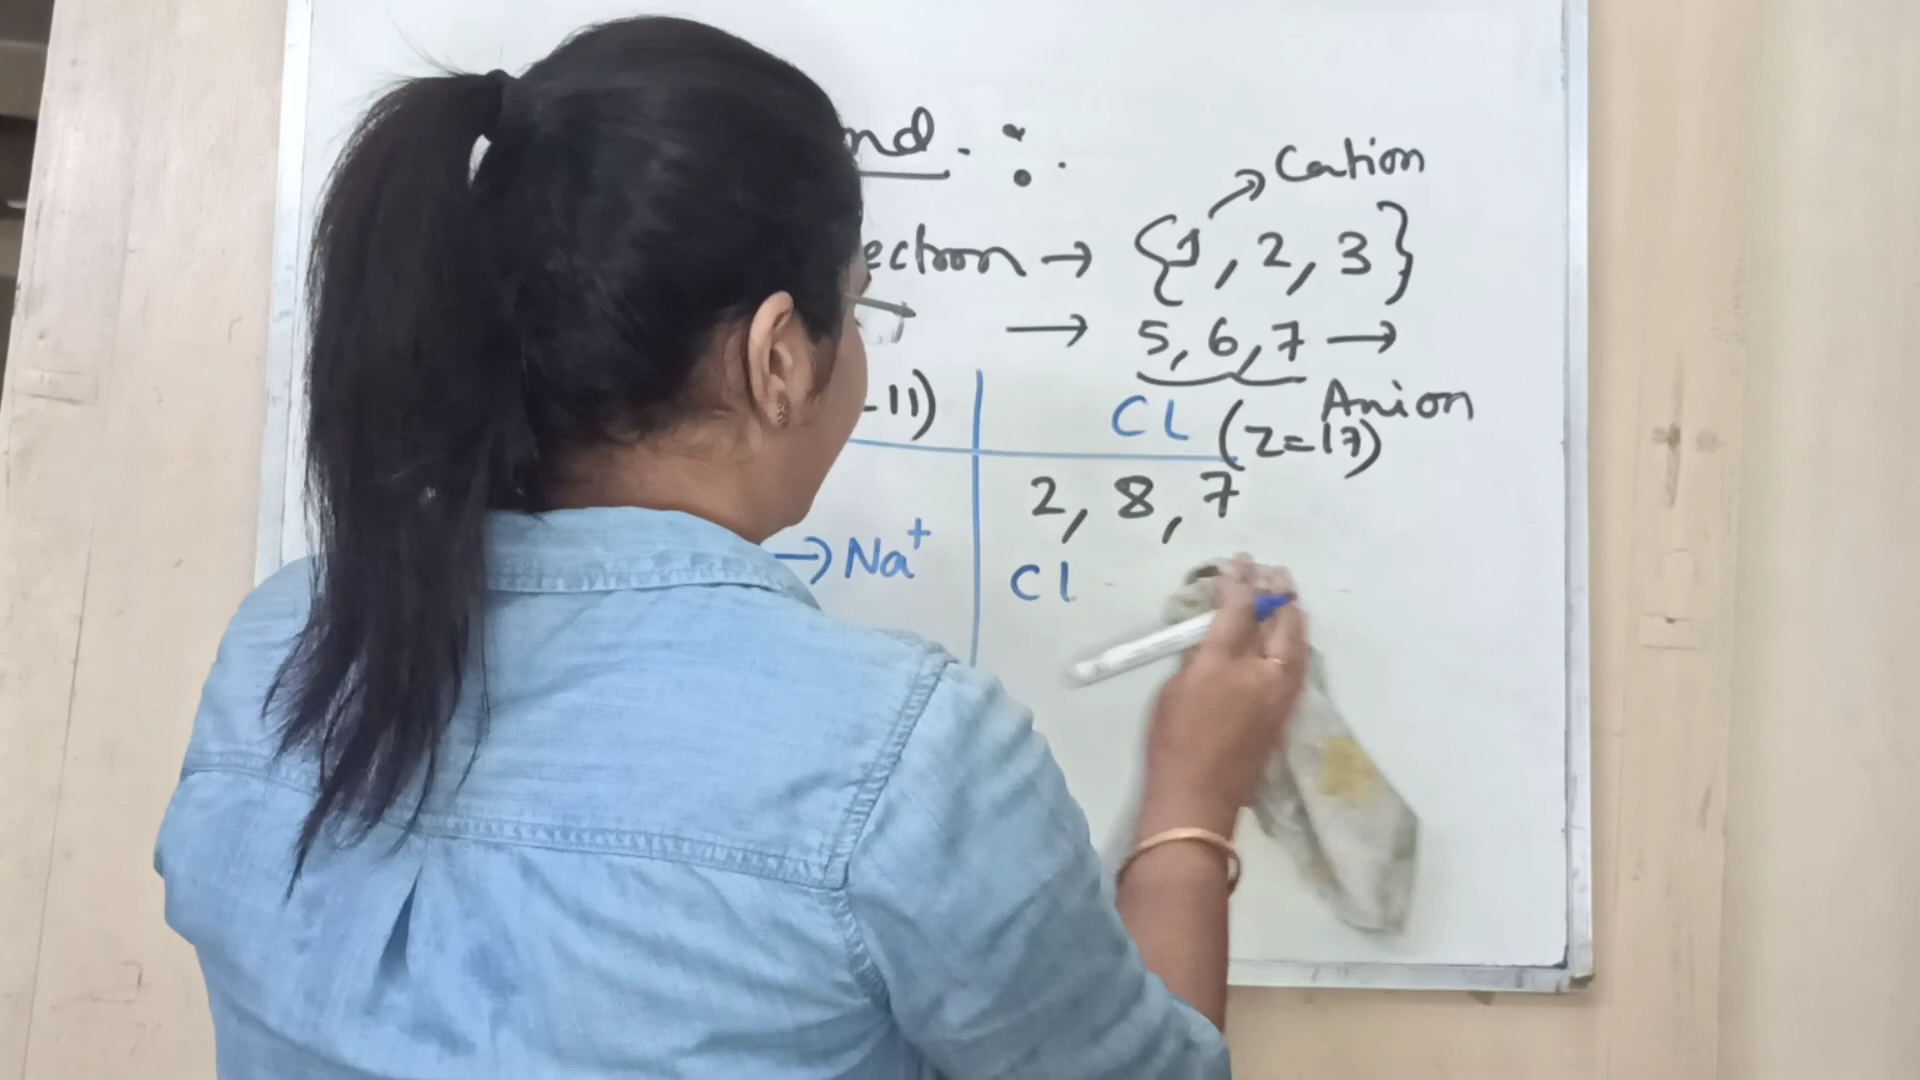 nd. :
Cation
ectron → {1, 2, 3}
→ 5, 6, 7 →
Anion
-11) Cl (Z=17)
2, 8, 7
→ Na⁺
Cl